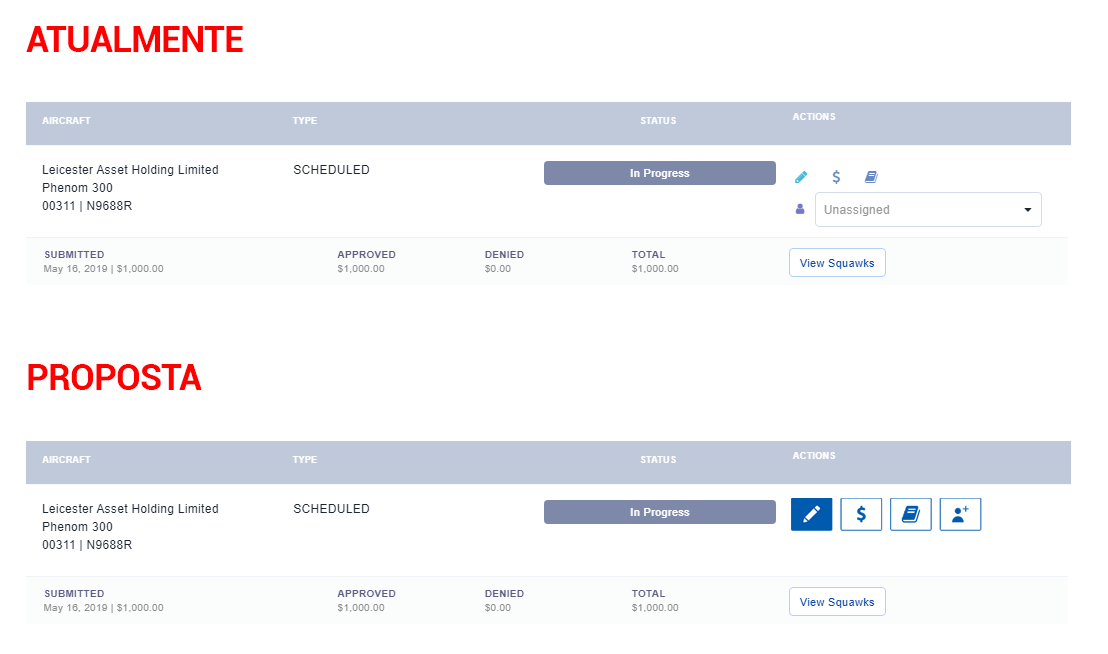 ATUALMENTE
AIRCRAFT TYPE STATUS ACTIONS
Leicester Asset Holding Limited SCHEDULED In Progress $
Phenom 300
00311 | N9688R Unassigned
SUBMITTED APPROVED DENIED TOTAL View Squawks
May 16, 2019 | $1,000.00 $1,000.00 $0.00 $1,000.00
PROPOSTA
AIRCRAFT TYPE STATUS ACTIONS
Leicester Asset Holding Limited SCHEDULED In Progress $
Phenom 300
00311 | N9688R
SUBMITTED APPROVED DENIED TOTAL View Squawks
May 16, 2019 | $1,000.00 $1,000.00 $0.00 $1,000.00